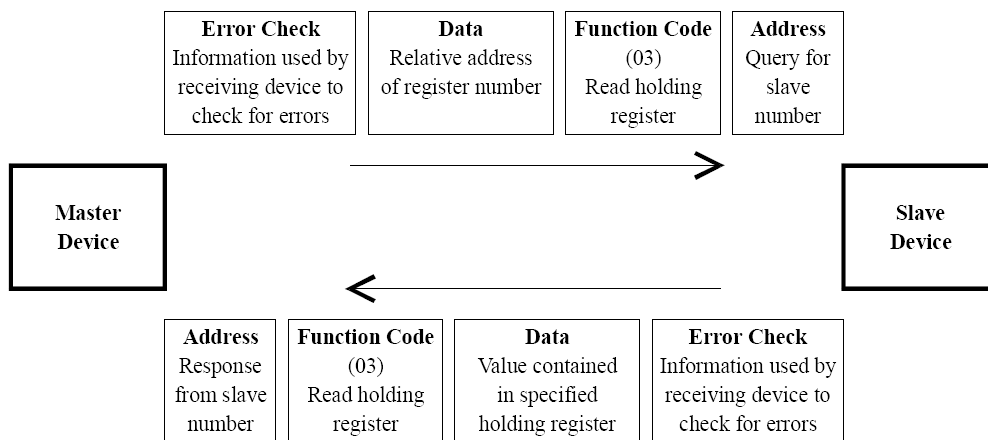 Error Check
Information used by
receiving device to
check for errors
Data
Relative address
of register number
Function Code
(03)
Read holding
register
Address
Query for
slave
number
Master
Device
Slave
Device
Address
Response
from slave
number
Function Code
(03)
Read holding
register
Data
Value contained
in specified
holding register
Error Check
Information used by
receiving device to
check for errors